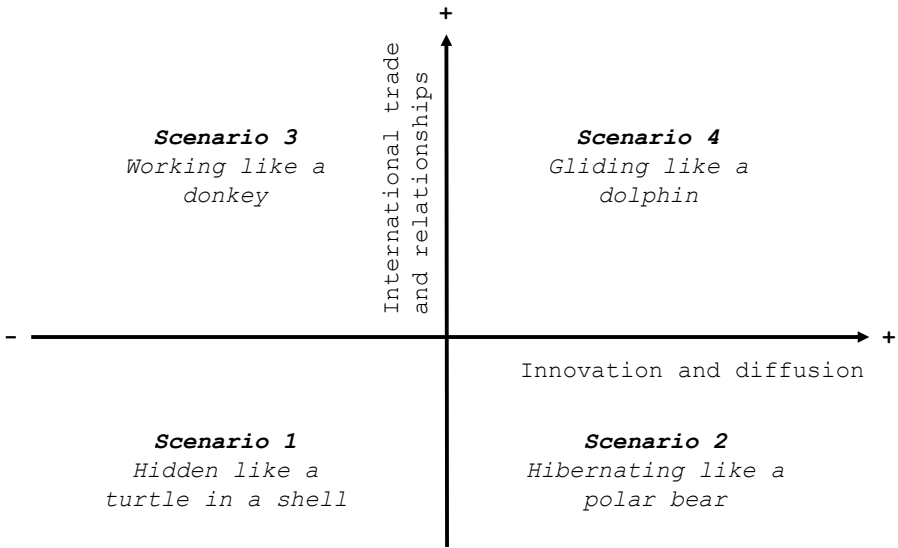 +
International trade
and relationships
Scenario 3
Working like a
donkey
Scenario 4
Gliding like a
dolphin
-
+
Innovation and diffusion
Scenario 1
Hidden like a
turtle in a shell
Scenario 2
Hibernating like a
polar bear